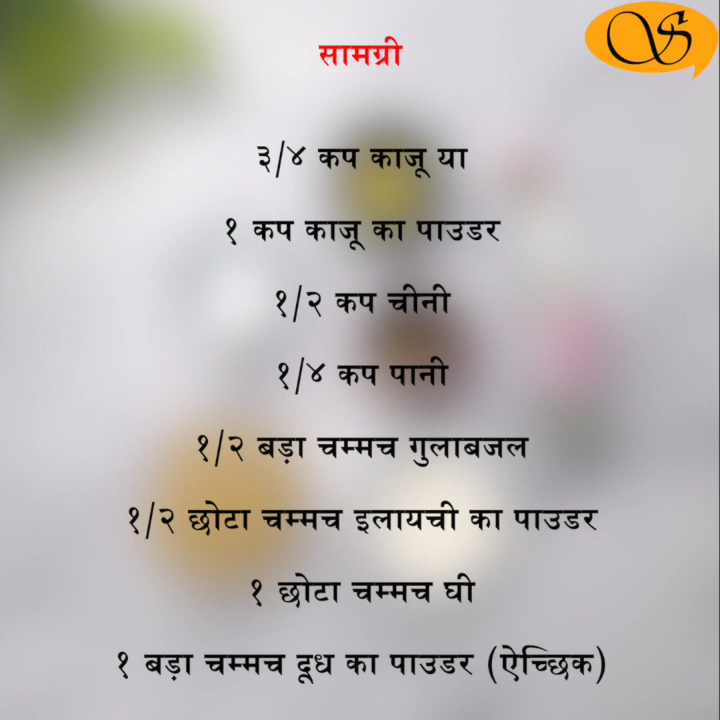 सामग्री
३/४ कप काजू या
१ कप काजू का पाउडर
१/२ कप चीनी
१/४ कप पानी
१/२ बड़ा चम्मच गुलाबजल
१/२ छोटा चम्मच इलायची का पाउडर
१ छोटा चम्मच घी
१ बड़ा चम्मच दूध का पाउडर (ऐच्छिक)